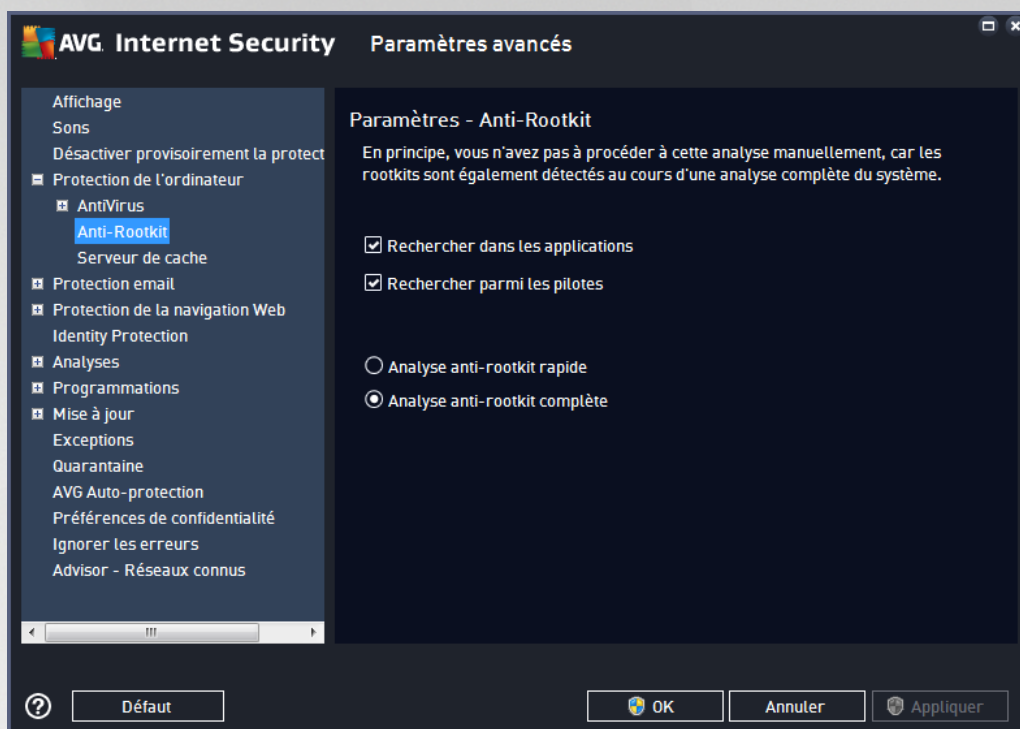 AVG. Internet Security Paramètres avancés
Affichage
Sons
Désactiver provisoirement la protect
Protection de l'ordinateur
AntiVirus
Anti-Rootkit
Serveur de cache
Protection email
Protection de la navigation Web
Identity Protection
Analyses
Programmations
Mise à jour
Exceptions
Quarantaine
AVG Auto-protection
Préférences de confidentialité
Ignorer les erreurs
Advisor - Réseaux connus
Paramètres - Anti-Rootkit
En principe, vous n'avez pas à procéder à cette analyse manuellement, car les
rootkits sont également détectés au cours d'une analyse complète du système.
Rechercher dans les applications
Rechercher parmi les pilotes
Analyse anti-rootkit rapide
Analyse anti-rootkit complète
? Défaut OK Annuler Appliquer